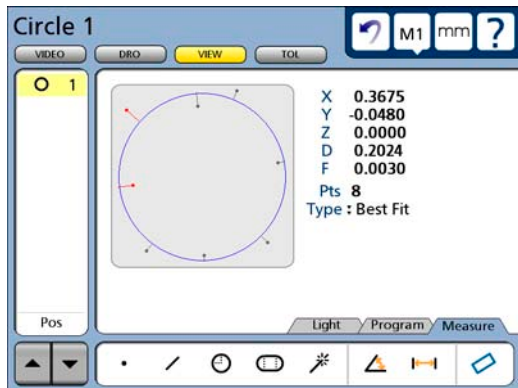 Circle 1
M1 mm ?
VIDEO DRO VIEW TOL
1
X 0.3675
Y -0.0480
Z 0.0000
D 0.2024
F 0.0030
Pts 8
Type : Best Fit
Pos
Light Program Measure